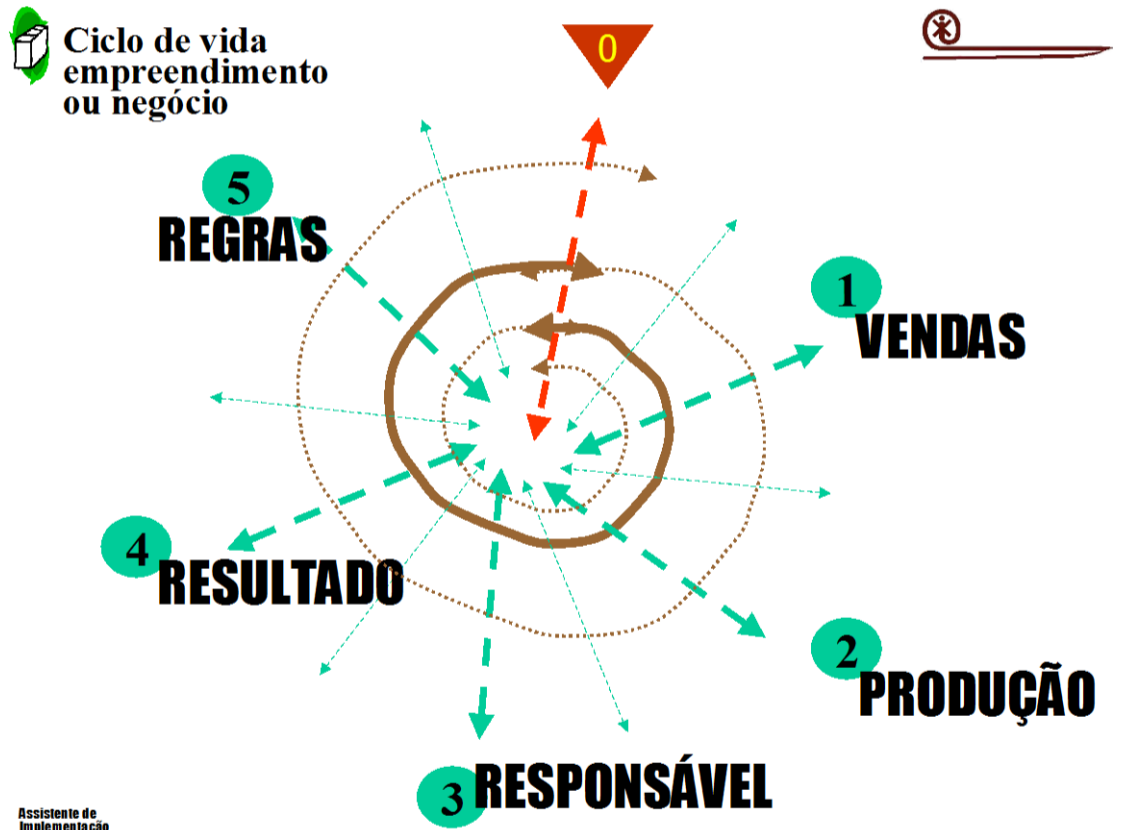 Ciclo de vida
empreendimento
ou negócio
0
5
REGRAS
1
VENDAS
4
RESULTADO
2
PRODUÇÃO
3
RESPONSÁVEL
Assistente de
Implementação